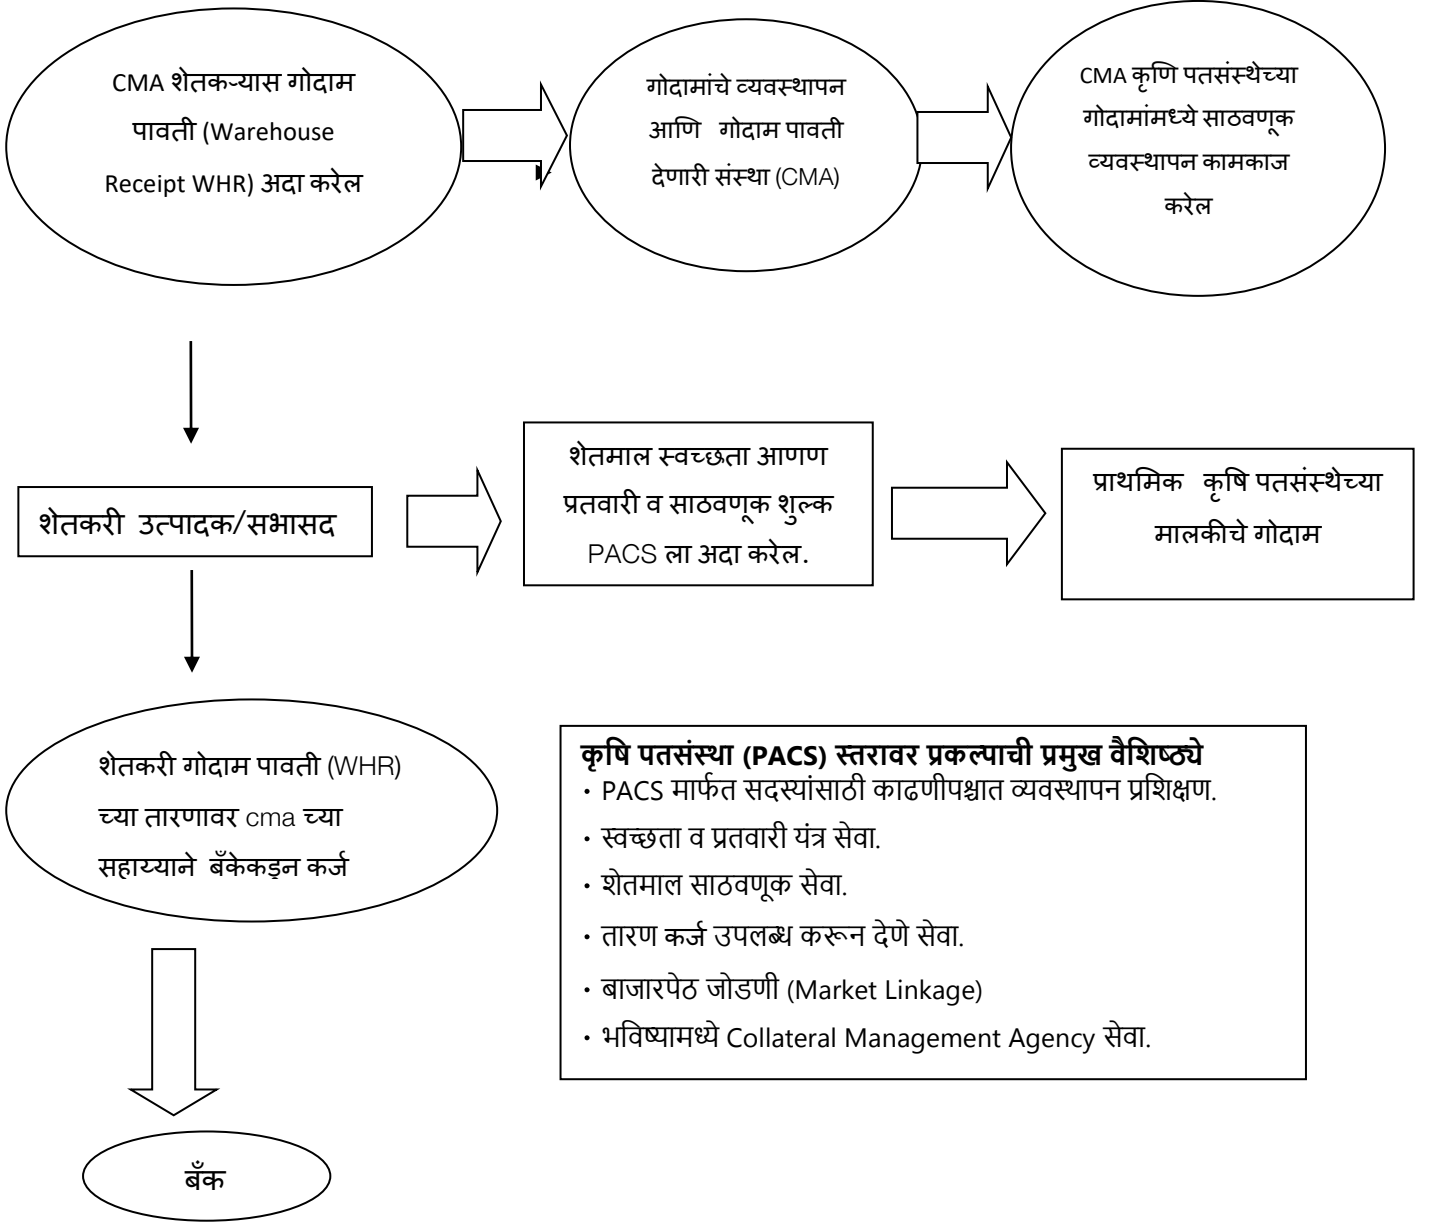 CMA शेतकऱ्यास गोदाम
पावती (Warehouse
Receipt WHR) अदा करेल
गोदामांचे व्यवस्थापन
आणि गोदाम पावती
देणारी संस्था (CMA)
CMA कृणि पतसंस्थेच्या
गोदामांमध्ये साठवणूक
व्यवस्थापन कामकाज
करेल
शेतकरी उत्पादक/सभासद
शेतमाल स्वच्छता आणण
प्रतवारी व साठवणूक शुल्क
PACS ला अदा करेल.
प्राथमिक कृषि पतसंस्थेच्या
मालकीचे गोदाम
शेतकरी गोदाम पावती (WHR)
च्या तारणावर cma च्या
सहाय्याने बँकेकडून कर्ज
कृषि पतसंस्था (PACS) स्तरावर प्रकल्पाची प्रमुख वैशिष्ठ्ये
· PACS मार्फत सदस्यांसाठी काढणीपश्चात व्यवस्थापन प्रशिक्षण.
· स्वच्छता व प्रतवारी यंत्र सेवा.
· शेतमाल साठवणूक सेवा.
· तारण कर्ज उपलब्ध करून देणे सेवा.
· बाजारपेठ जोडणी (Market Linkage)
· भविष्यामध्ये Collateral Management Agency सेवा.
बँक